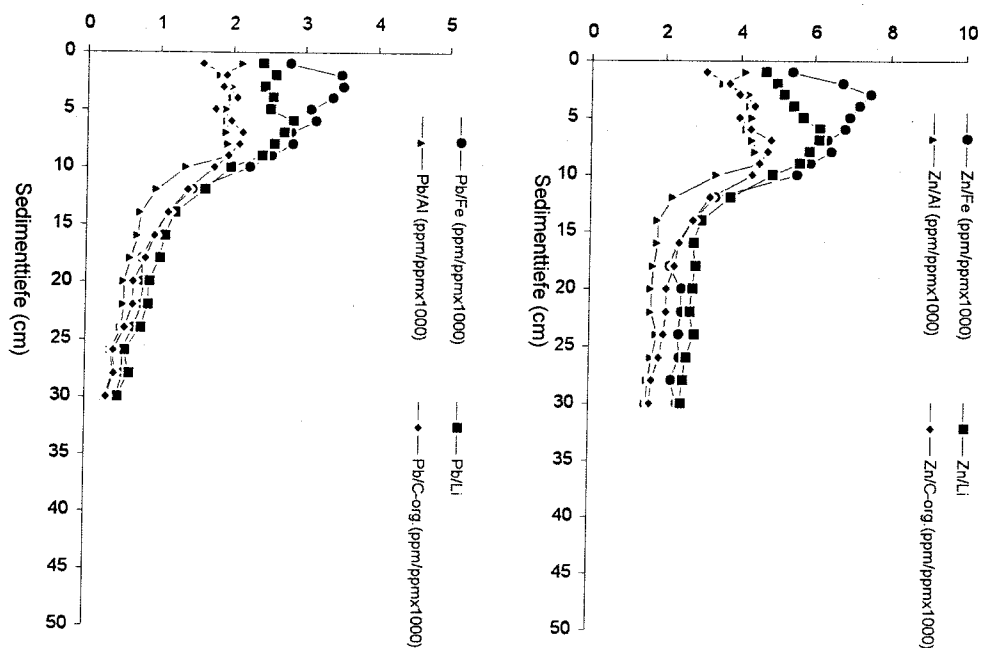 0 1 2 3 4 5
0
5
10
15
20
25
30
35
40
45
50
Sedimenttiefe (cm)
Pb/Al (ppm/ppmx1000)
Pb/Fe (ppm/ppmx1000)
Pb/C-org.(ppm/ppmx1000)
Pb/Li
0 2 4 6 8 10
0
5
10
15
20
25
30
35
40
45
50
Sedimenttiefe (cm)
Zn/Al (ppm/ppmx1000)
Zn/Fe (ppm/ppmx1000)
Zn/C-org.(ppm/ppmx1000)
Zn/Li